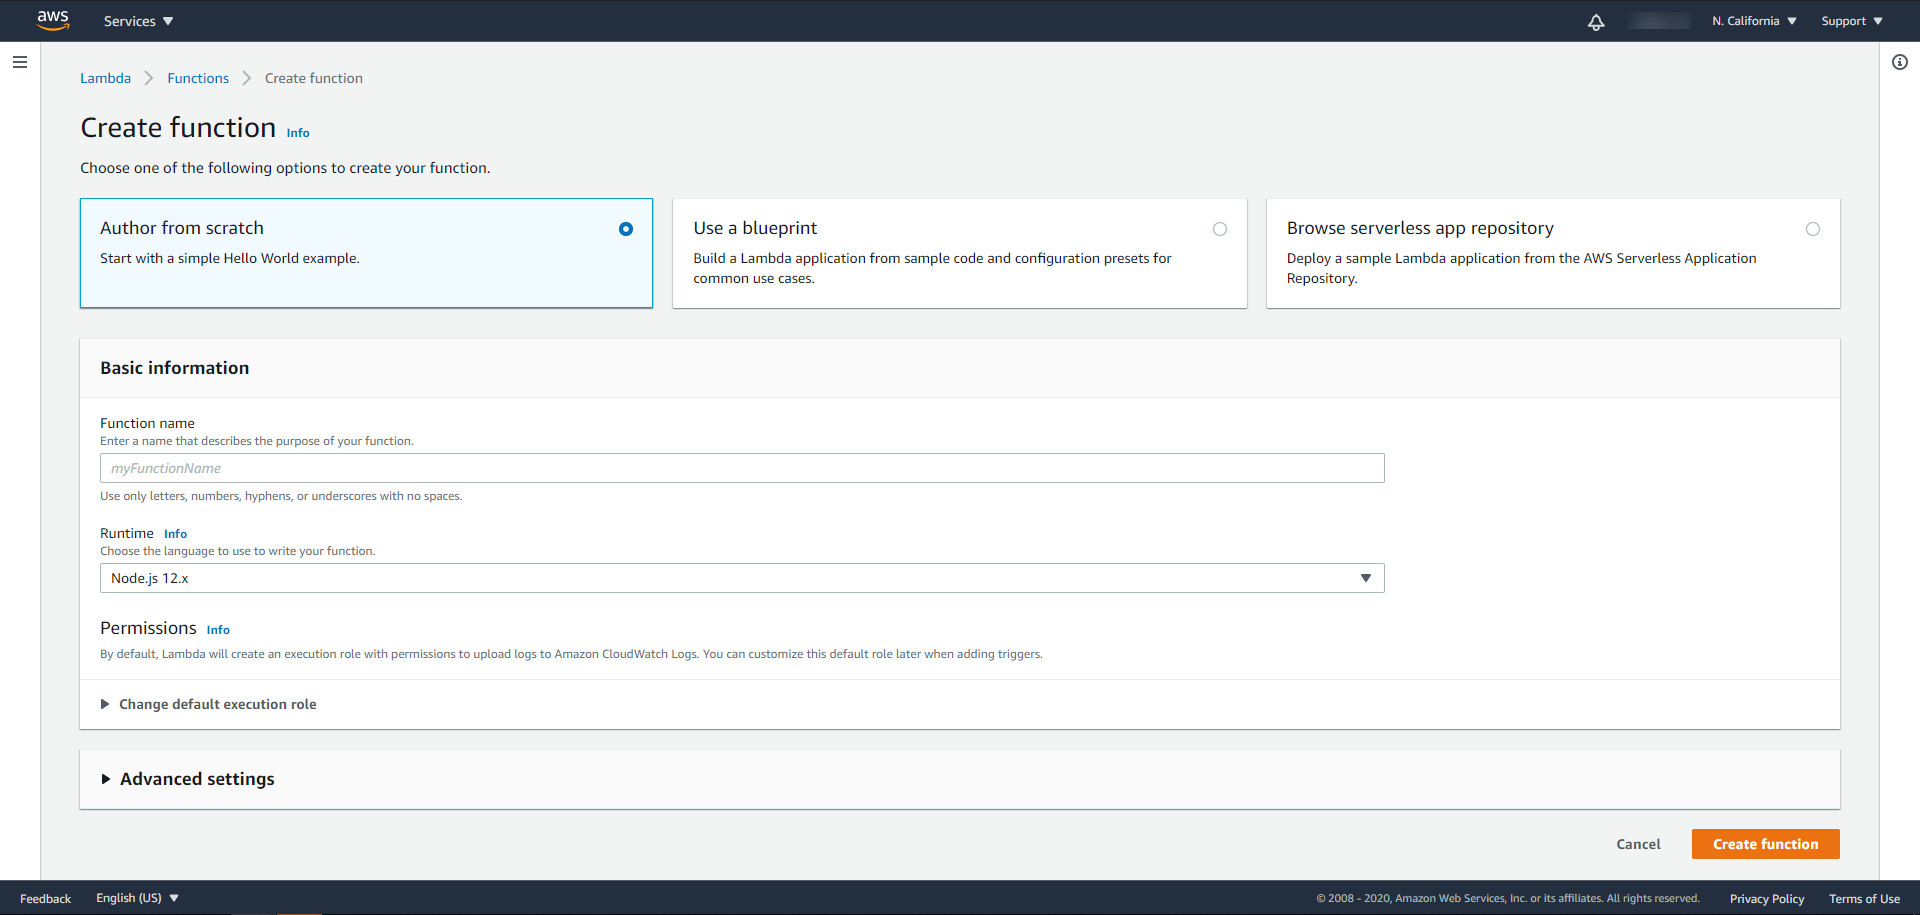 aws Services N. California Support
Lambda Functions Create function
Create function Info
Choose one of the following options to create your function.
Author from scratch
Start with a simple Hello World example.
Use a blueprint
Build a Lambda application from sample code and configuration presets for
common use cases.
Browse serverless app repository
Deploy a sample Lambda application from the AWS Serverless Application
Repository.
Basic information
Function name
Enter a name that describes the purpose of your function.
myFunctionName
Use only letters, numbers, hyphens, or underscores with no spaces.
Runtime Info
Choose the language to use to write your function.
Node.js 12.x
Permissions Info
By default, Lambda will create an execution role with permissions to upload logs to Amazon CloudWatch Logs. You can customize this default role later when adding triggers.
Change default execution role
Advanced settings
Cancel Create function
Feedback English (US) © 2008 - 2020, Amazon Web Services, Inc. or its affiliates. All rights reserved. Privacy Policy Terms of Use